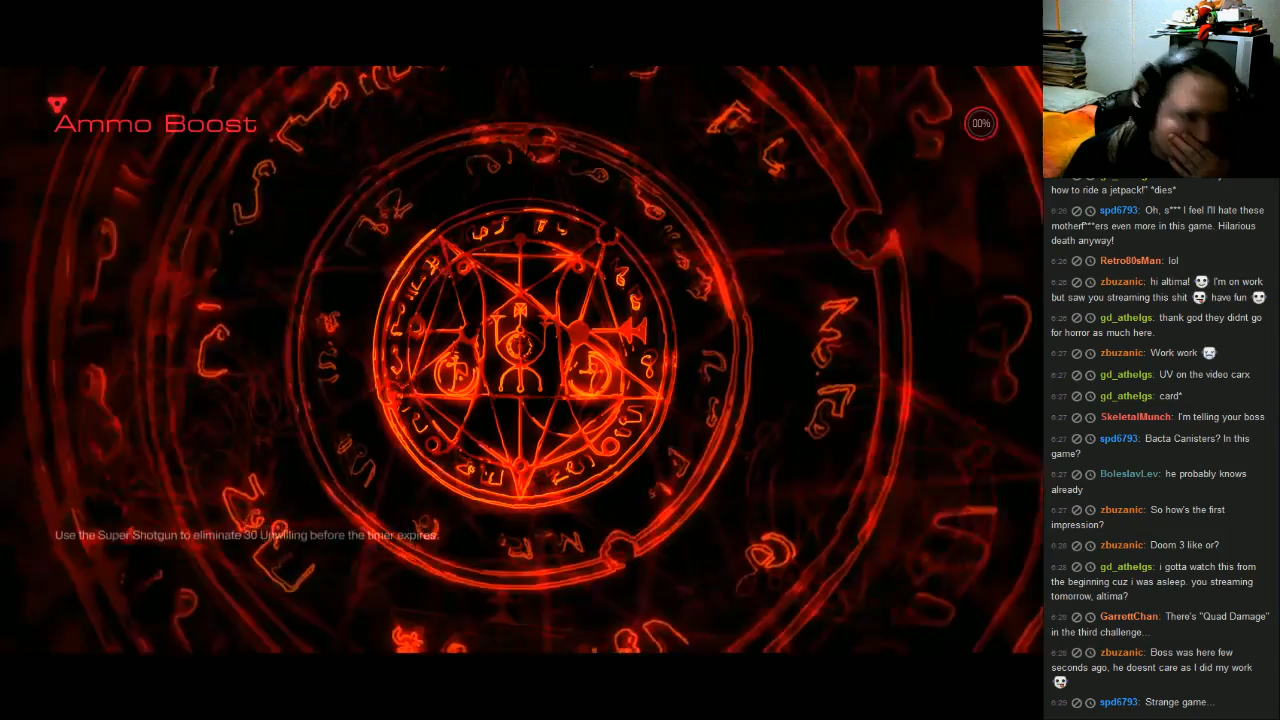 Ammo Boost
00%
Use the Super Shotgun to eliminate 30 Unwilling before the timer expires.
how to ride a jetpack!" *dies*
6:26 spd6793: Oh, s*** I feel I'll hate these
motherf***ers even more in this game. Hilarious
death anyway!
6:26 Retro80sMan: lol
6:26 zbuzanic: hi altima! I'm on work
but saw you streaming this shit have fun
6:26 gd_athelgs: thank god they didnt go
for horror as much here.
6:27 zbuzanic: Work work
6:27 gd_athelgs: UV on the video carx
6:27 gd_athelgs: card*
6:27 SkeletalMunch: I'm telling your boss
6:27 spd6793: Bacta Canisters? In this
game?
6:27 BoleslavLev: he probably knows
already
6:27 zbuzanic: So how's the first
impression?
6:28 zbuzanic: Doom 3 like or?
6:28 gd_athelgs: i gotta watch this from
the beginning cuz i was asleep. you streaming
tomorrow, altima?
GarrettChan: There's "Quad Damage"
in the third challenge...
zbuzanic: Boss was here few
seconds ago, he doesnt care as I did my work
6:29 spd6793: Strange game...